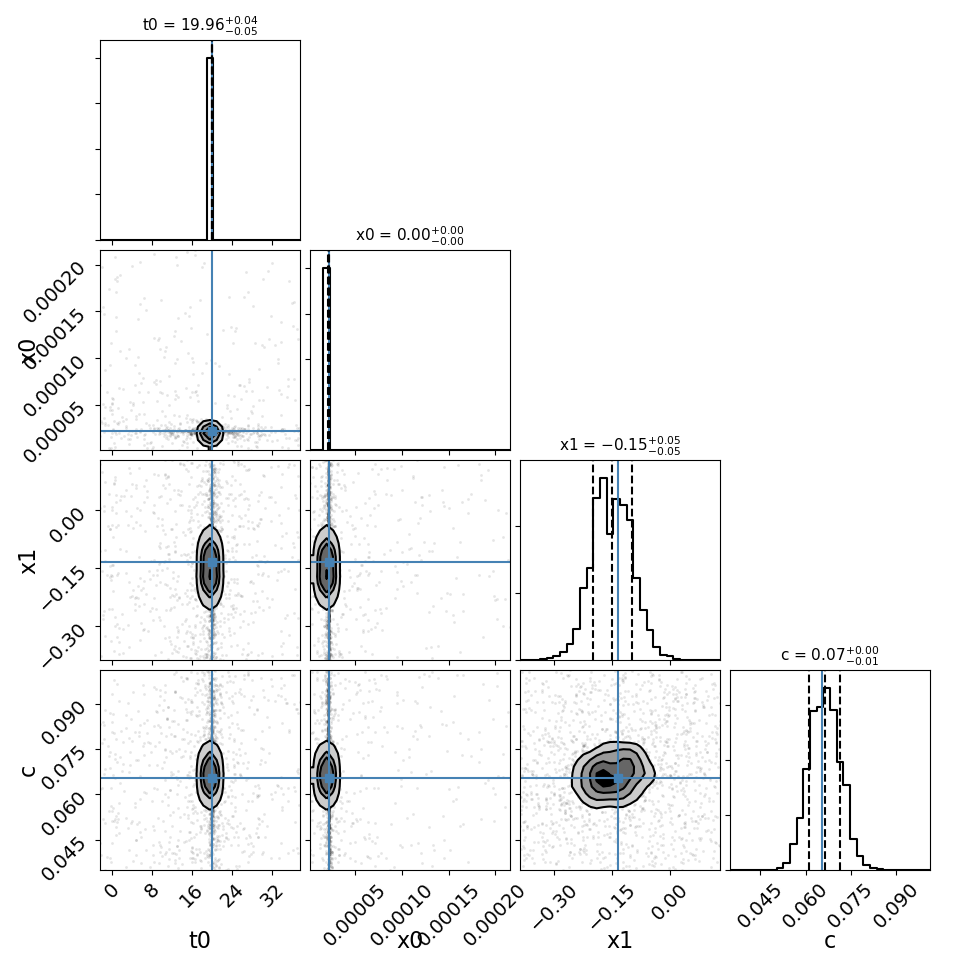 t0 = 19.96+0.04−0.05
x0 = 0.00+0.00−0.00
0.00020
0.00015
0.00010
0.00005
0.00000
x0
x1 = −0.15+0.05−0.05
0.00
−0.15
−0.30
x1
c = 0.07+0.00−0.01
0.090
0.075
0.060
0.045
c
0 8 16 24 32
0.00005 0.00010 0.00015 0.00020
−0.30 −0.15 0.00
0.045 0.060 0.075 0.090
t0 x0 x1 c